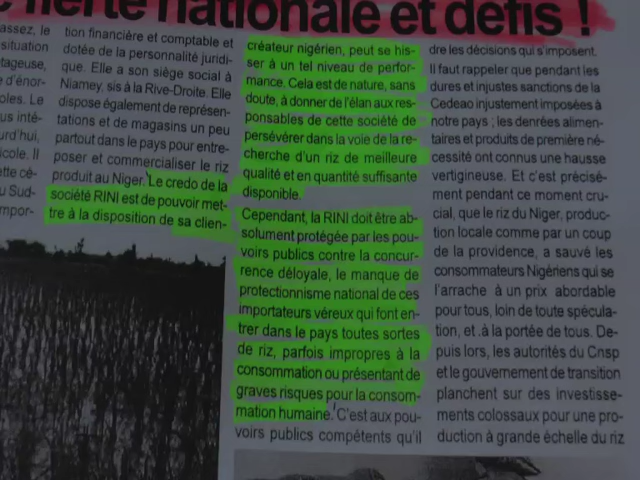 fierté nationale et défis !
assez, le
situation
tageuse,
d'énor-
oles. Le
us inté-
urd'hui,
icole. Il
tte cé-
u Sud-
mpor-
tion financière et comptable et
dotée de la personnalité juridi-
que. Elle a son siège social à
Niamey, sis à la Rive-Droite. Elle
dispose également de représen-
tations et de magasins un peu
partout dans le pays pour entre-
poser et commercialiser le riz
produit au Niger. Le credo de la
société RINI est de pouvoir met-
tre à la disposition de sa clien-
créateur nigérien, peut se his-
ser à un tel niveau de perfor-
mance. Cela est de nature, sans
doute, à donner de l'élan aux res-
ponsables de cette société de
persévérer dans la voie de la re-
cherche d'un riz de meilleure
qualité et en quantité suffisante
disponible.
Cependant, la RINI doit être ab-
solument protégée par les pou-
voirs publics contre la concur-
rence déloyale, le manque de
protectionnisme national de ces
importateurs véreux qui font en-
trer dans le pays toutes sortes
de riz, parfois impropres à la
consommation ou présentant de
graves risques pour la consom-
mation humaine. C'est aux pou-
voirs publics compétents qu'il
dre les décisions qui s'imposent.
Il faut rappeler que pendant les
dures et injustes sanctions de la
Cedeao injustement imposées à
notre pays ; les denrées alimen-
taires et produits de première né-
cessité ont connus une hausse
vertigineuse. Et c'est précisé-
ment pendant ce moment cru-
cial, que le riz du Niger, produc-
tion locale comme par un coup
de la providence, a sauvé les
consommateurs Nigériens qui se
l'arrache à un prix abordable
pour tous, loin de toute spécula-
tion, et à la portée de tous. De-
puis lors, les autorités du Cnsp
et le gouvernement de transition
planchent sur des investisse-
ments colossaux pour une pro-
duction à grande échelle du riz